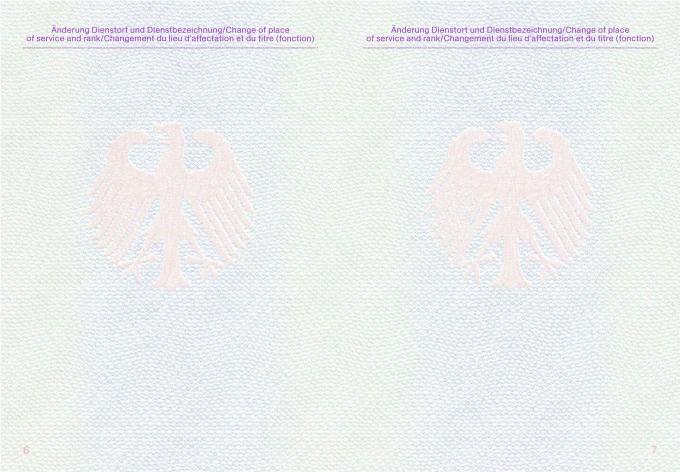 Änderung Dienstort und Dienstbezeichnung/Change of place
of service and rank/Changement du lieu d'affectation et du titre (fonction)
6
Änderung Dienstort und Dienstbezeichnung/Change of place
of service and rank/Changement du lieu d'affectation et du titre (fonction)
7